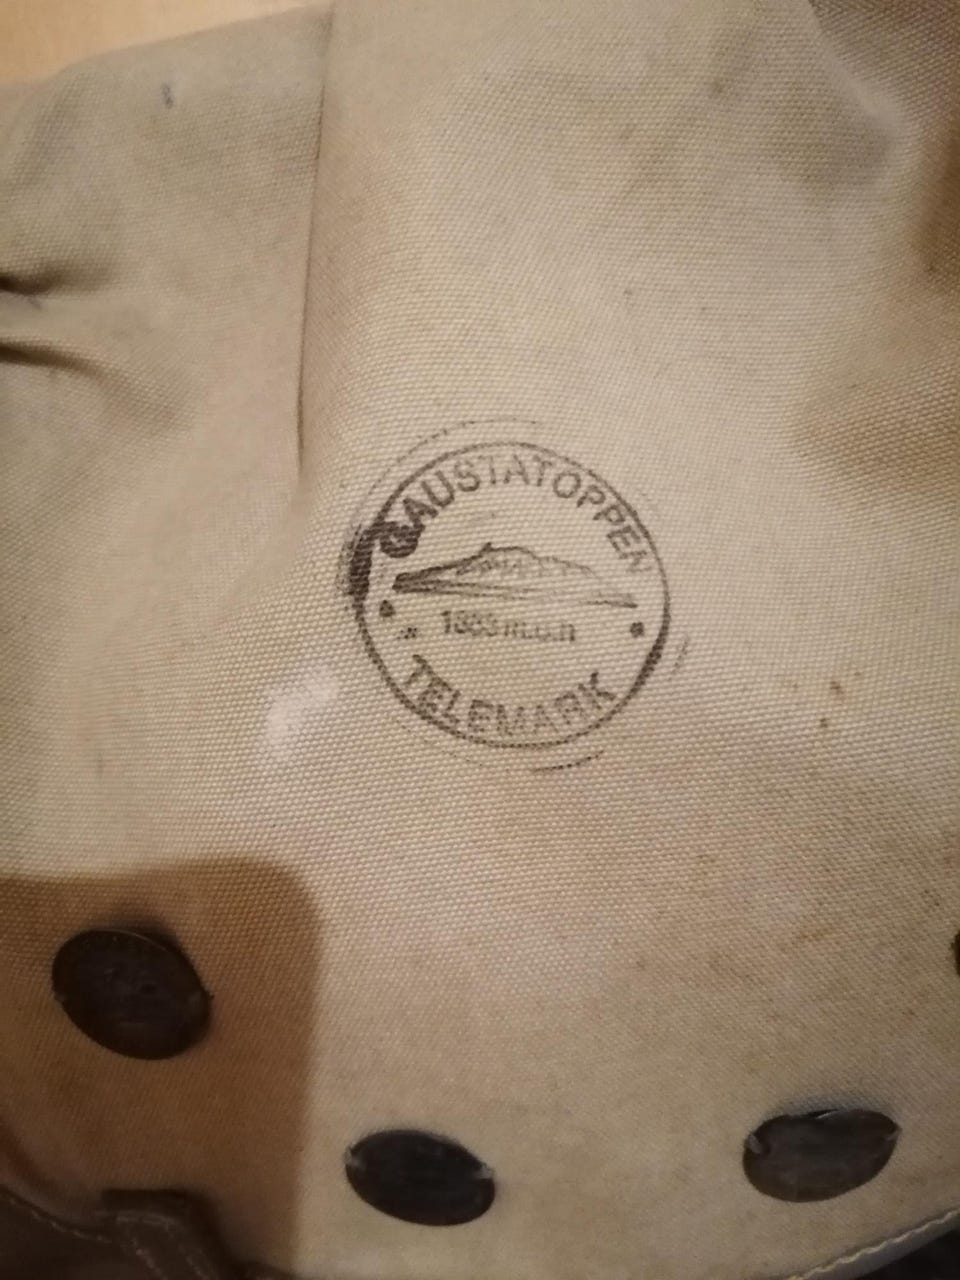 GAUSTATOPPEN
1883 m.o.h
TELEMARK